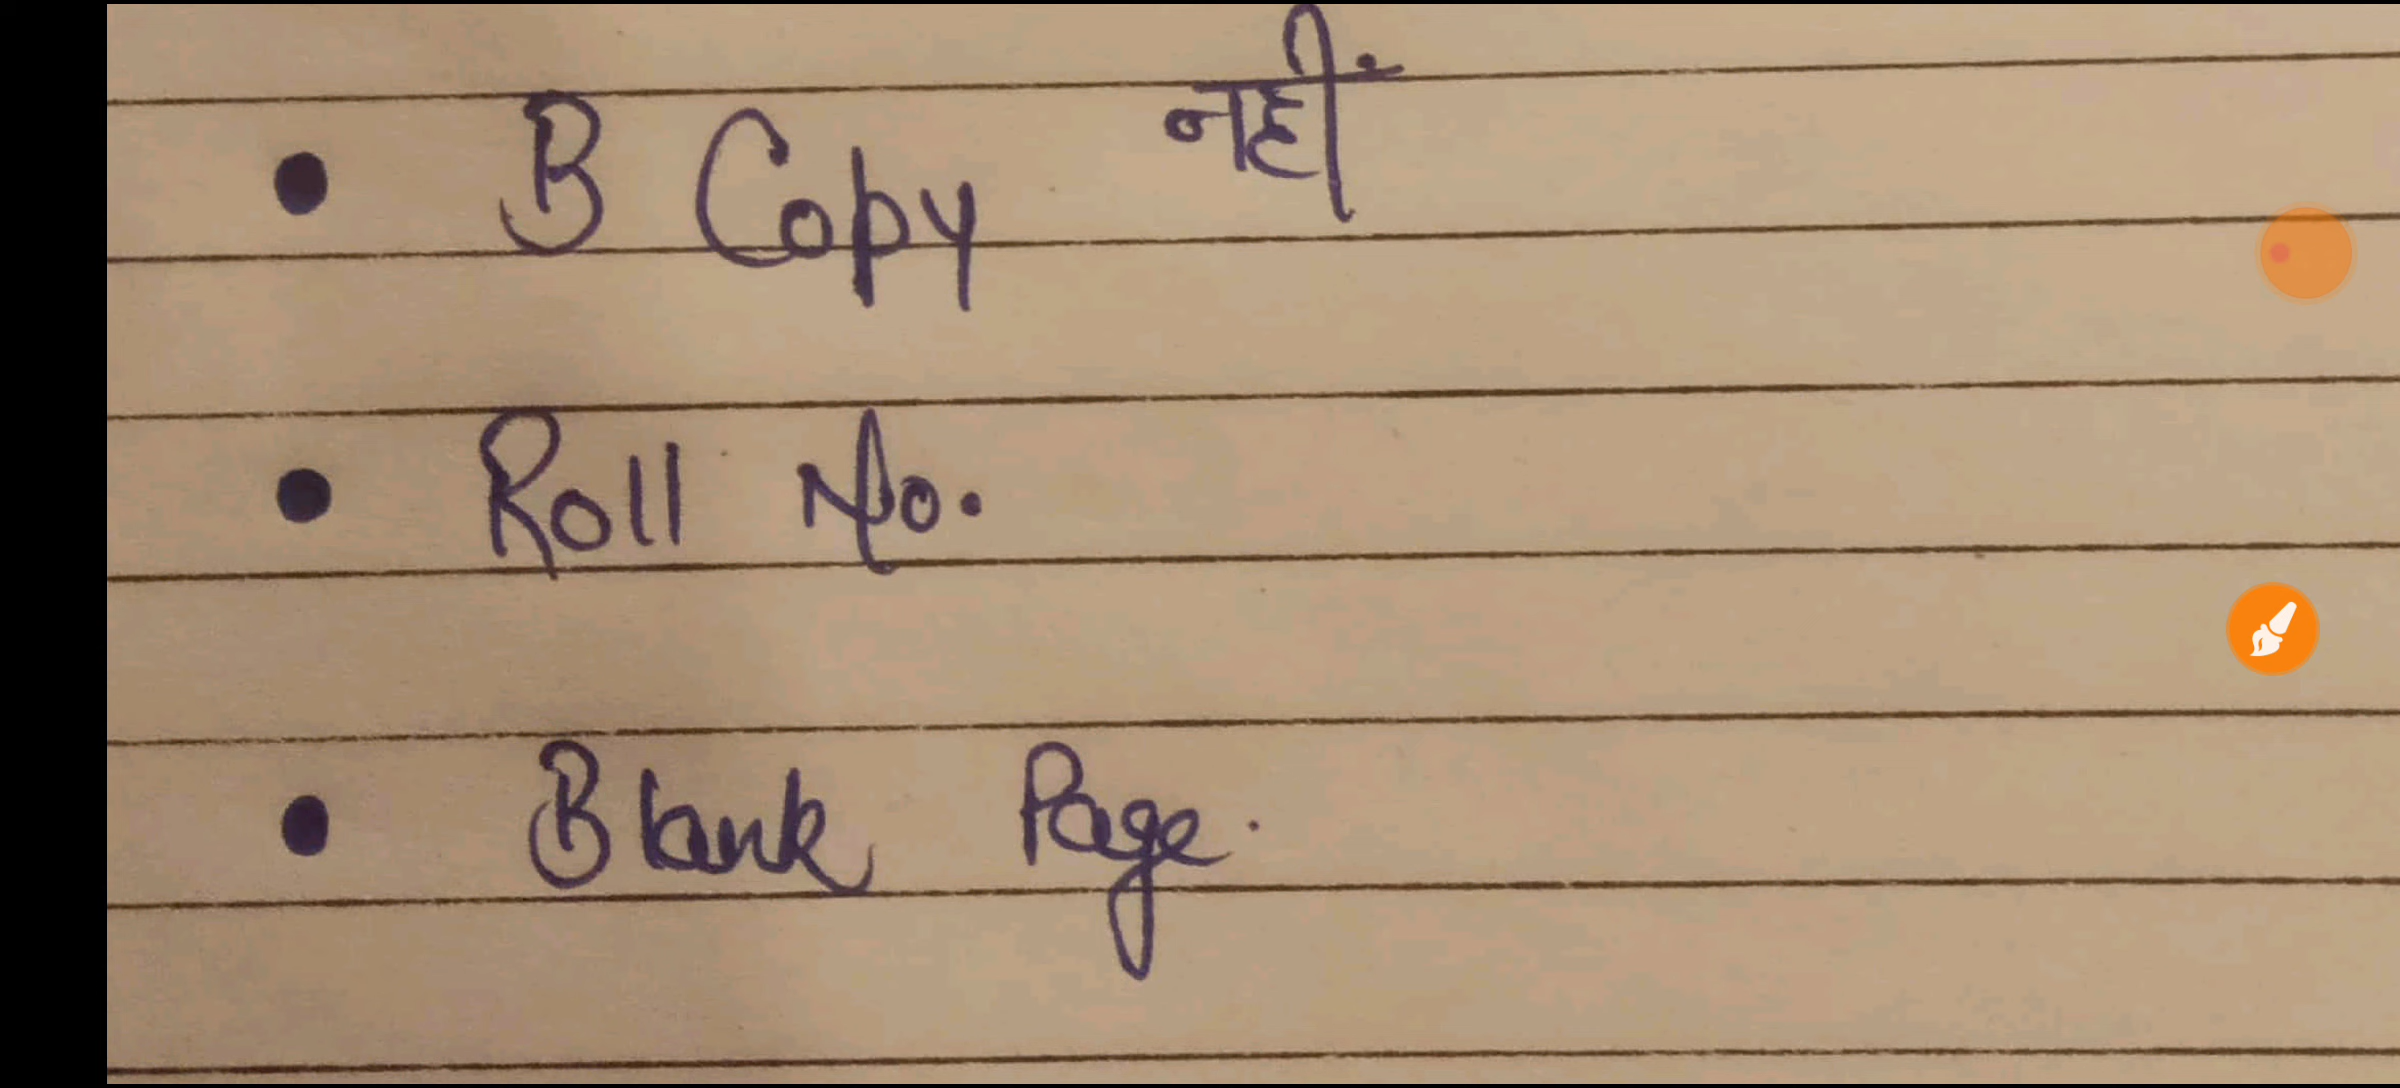 • B Copy नहीं
• Roll No.
• Blank Page.